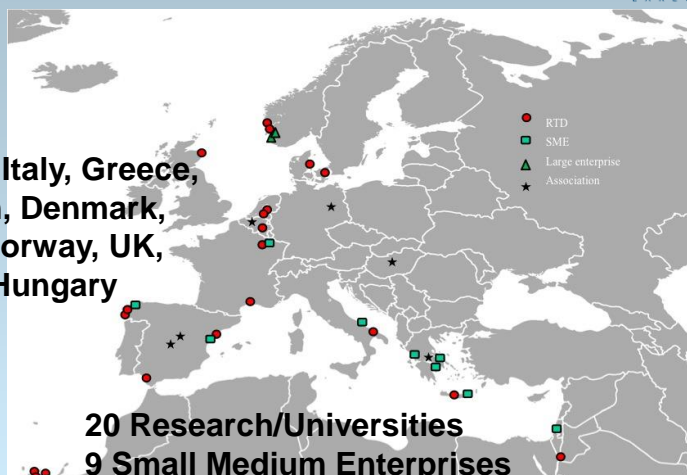 Italy, Greece,
, Denmark,
orway, UK,
Hungary
RTD
SME
Large enterprise
Association
20 Research/Universities
9 Small Medium Enterprises